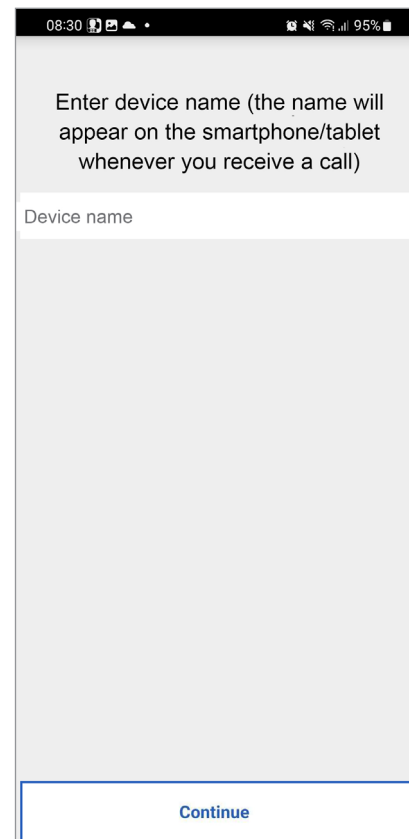 08:30 95%
Enter device name (the name will
appear on the smartphone/tablet
whenever you receive a call)
Device name
Continue